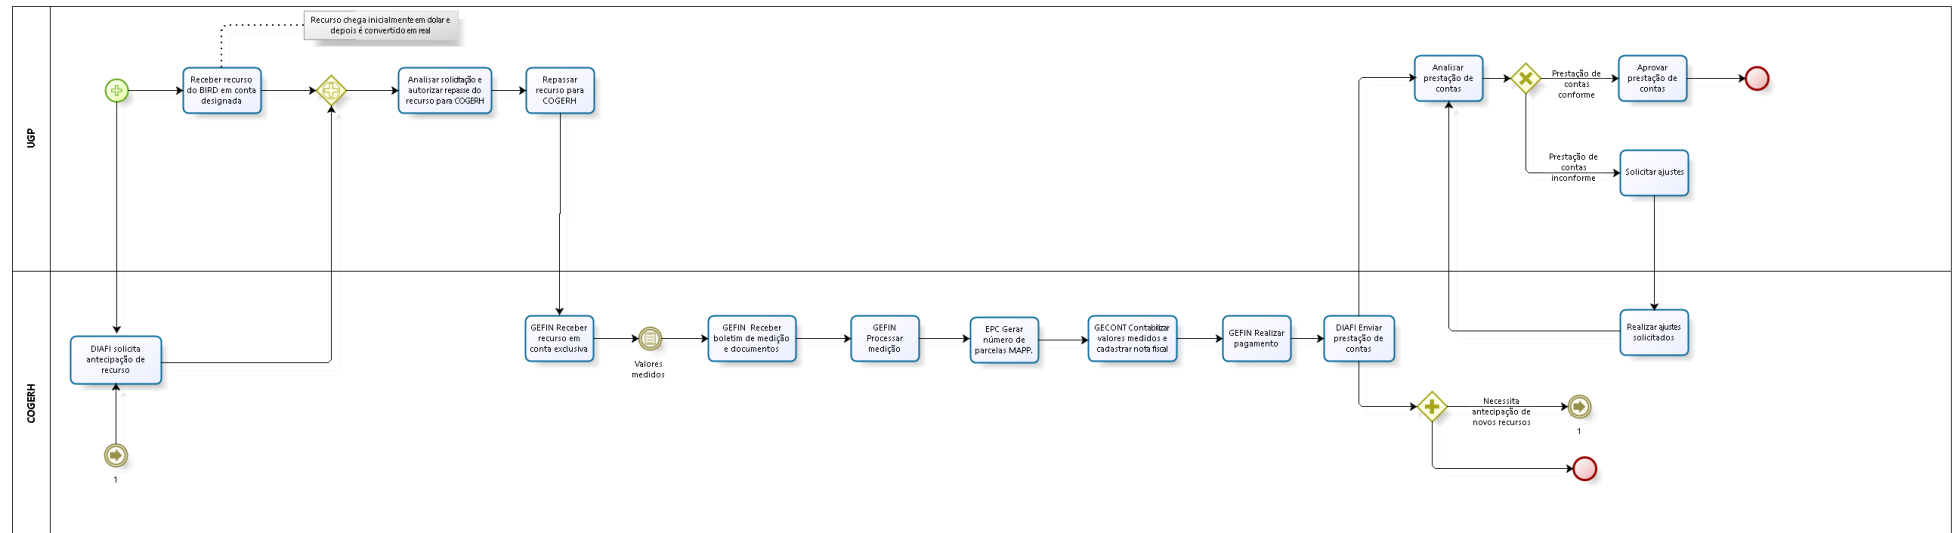 UGP
Recurso chega inicialmente em dolar e
depois é convertido em real
Receber recurso
do BIRD em conta
designada
Analisar solicitação e
autorizar repasse do
recurso para COGERH
Repassar
recurso para
COGERH
Analisar
prestação de
contas
Prestação de
contas
conforme
Aprovar
prestação de
contas
Prestação de
contas
inconforme
Solicitar ajustes
COGERH
DIAFI solicita
antecipação de
recurso
1
GEFIN Receber
recurso em
conta exclusiva
Valores
medidos
GEFIN Receber
boletim de medição
e documentos
GEFIN
Processar
medição
EPC Gerar
número de
parcelas MAPP.
GECONT Contabilizar
valores medidos e
cadastrar nota fiscal
GEFIN Realizar
pagamento
DIAFI Enviar
prestação de
contas
Realizar ajustes
solicitados
Necessita
antecipação de
novos recursos
1